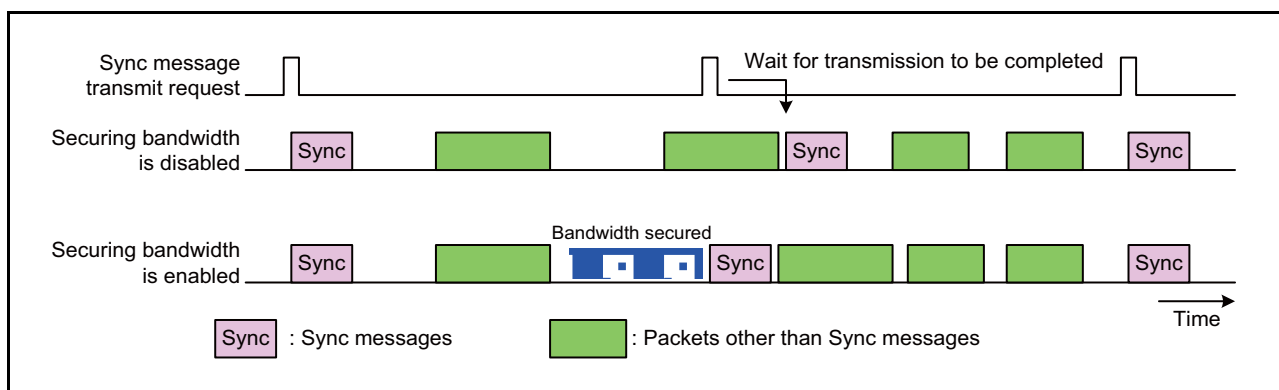 Sync message
transmit request
Wait for transmission to be completed
Securing bandwidth
is disabled
Sync
Sync
Sync
Securing bandwidth
is enabled
Bandwidth secured
Sync
Sync
Sync
Time
Sync : Sync messages
: Packets other than Sync messages